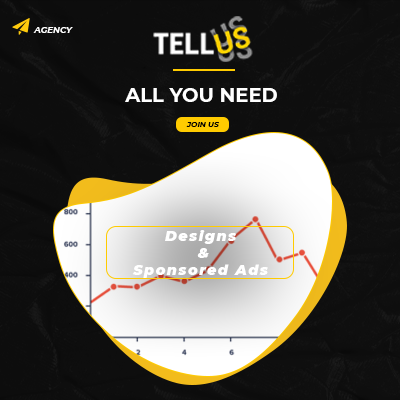 AGENCY
TELLUS
ALL YOU NEED
JOIN US
800
600
400
Designs
&
Sponsored Ads
2 4 6